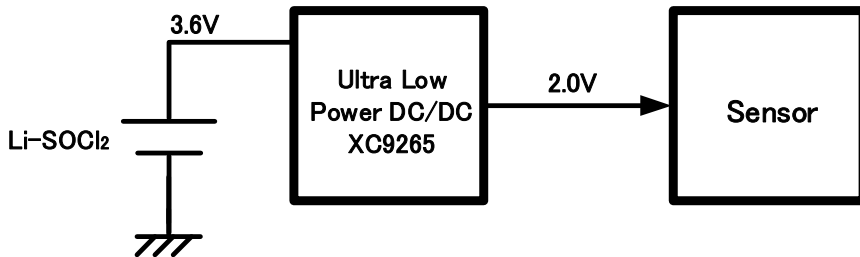 3.6V
Ultra Low
Power DC/DC
XC9265
2.0V
Sensor
Li-SOCl₂